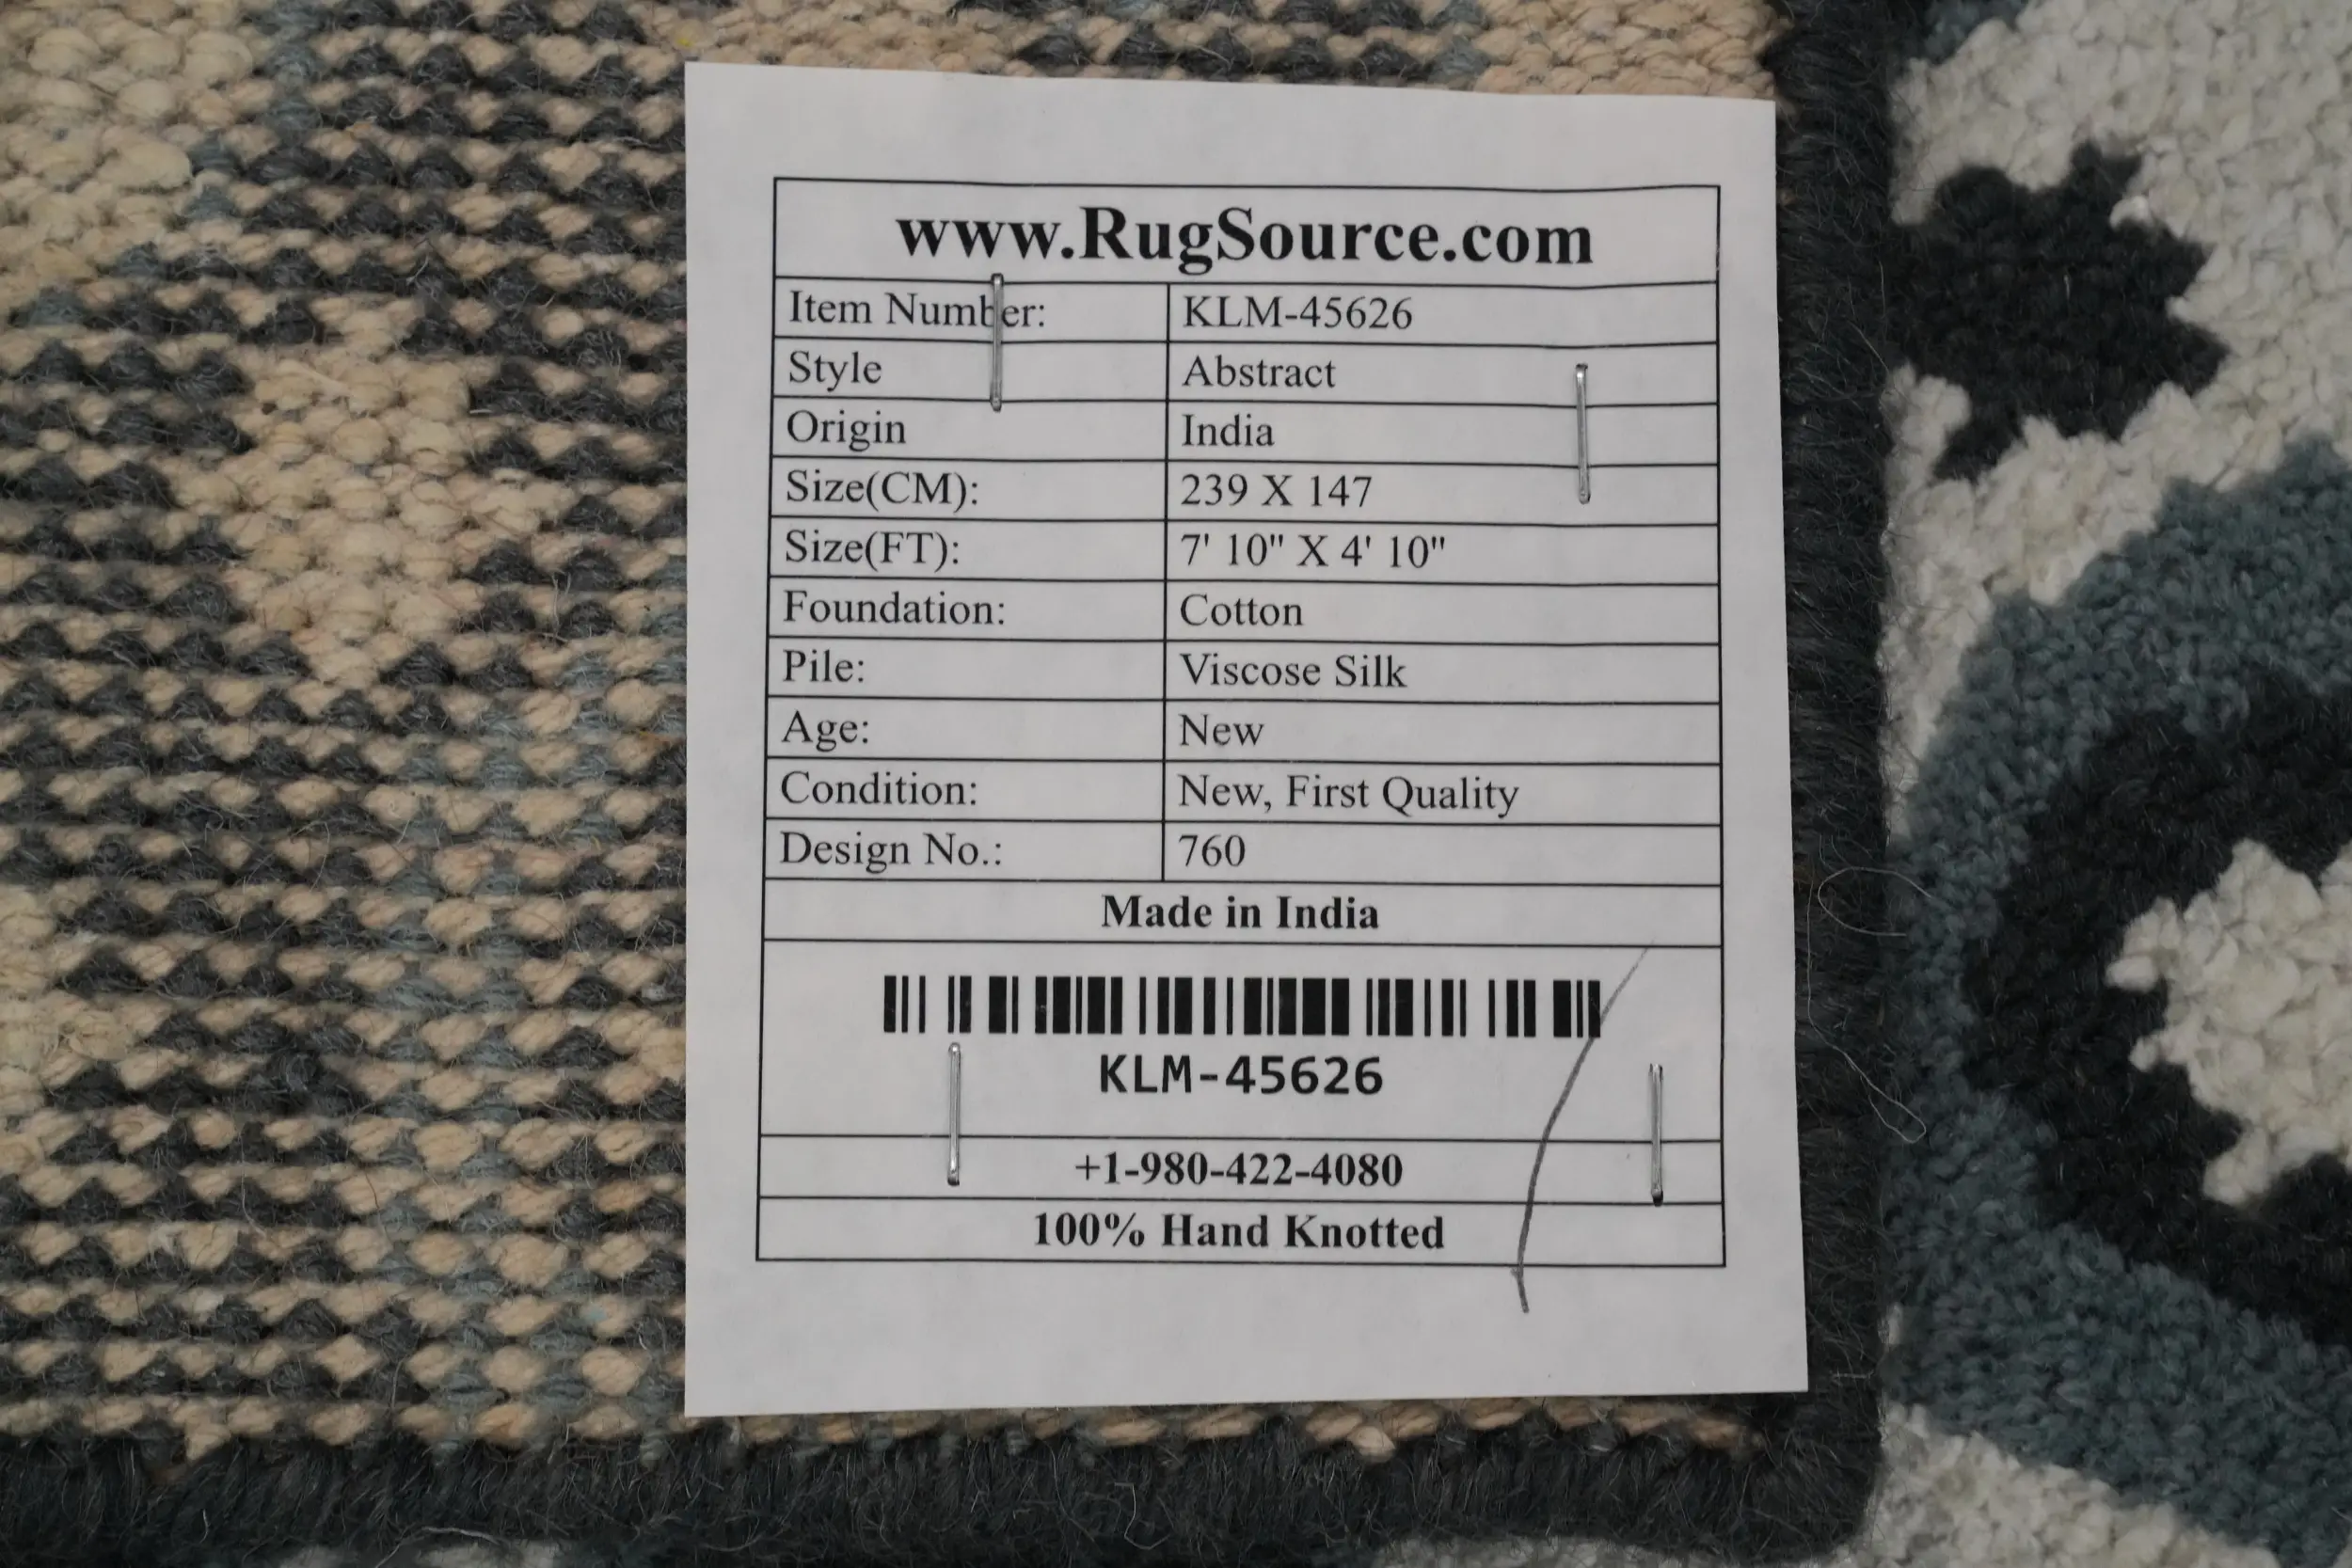 www.RugSource.com
Item Number: KLM-45626
Style Abstract
Origin India
Size(CM): 239 X 147
Size(FT): 7' 10" X 4' 10"
Foundation: Cotton
Pile: Viscose Silk
Age: New
Condition: New, First Quality
Design No.: 760
Made in India
KLM-45626
+1-980-422-4080
100% Hand Knotted